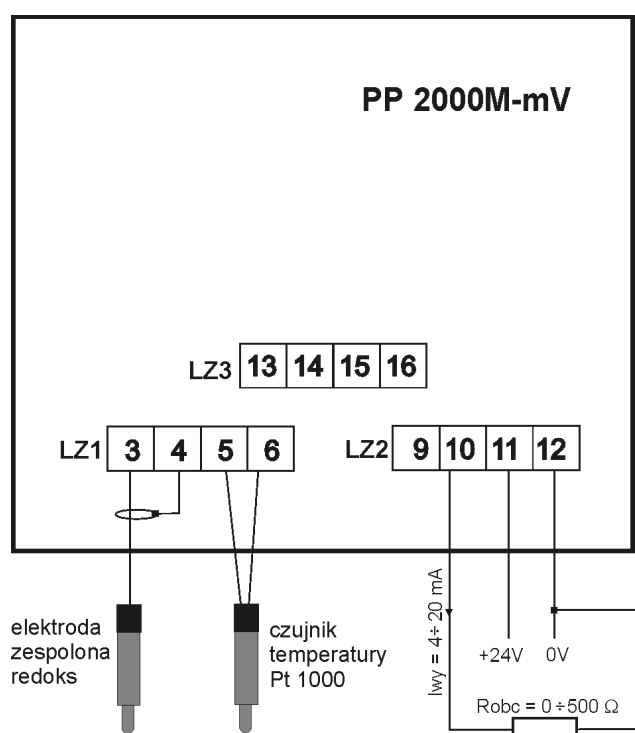 PP 2000M-mV
LZ3 13 14 15 16
LZ1 3 4 5 6
LZ2 9 10 11 12
elektroda
zespolona
redoks
czujnik
temperatury
Pt 1000
Iwy = 4÷ 20 mA
+24V 0V
Robc = 0÷500 Ω